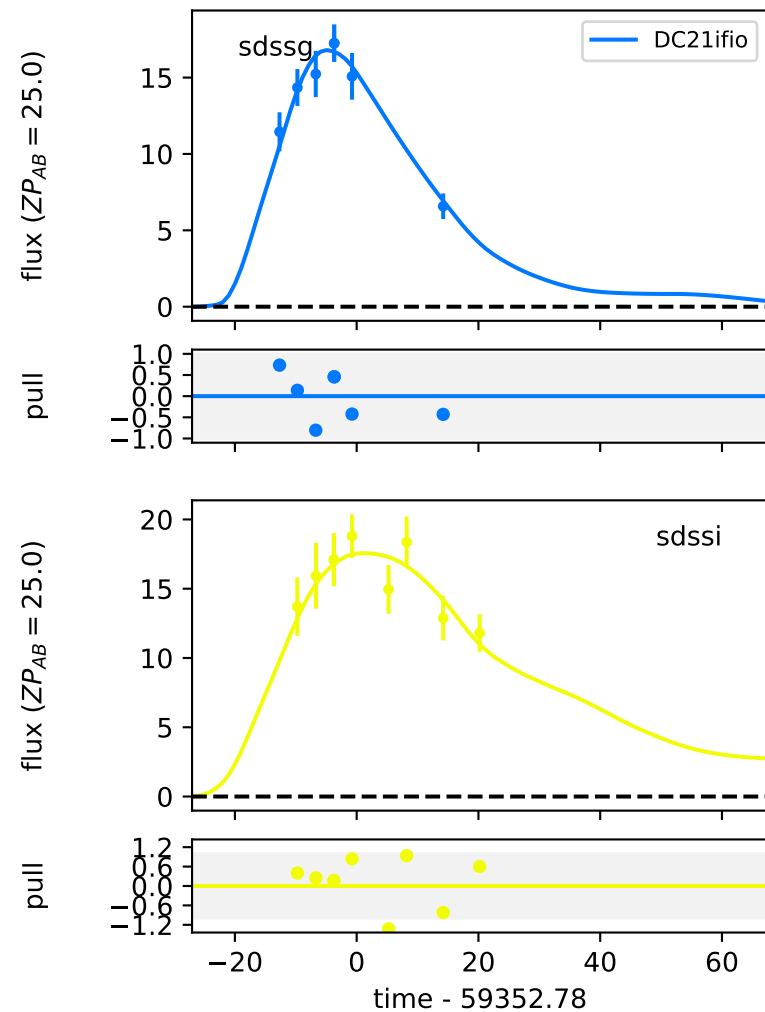 sdssg
DC21ifio
flux (ZP_AB = 25.0)
15
10
5
0
pull
1.0
0.5
0.0
−0.5
−1.0
sdssi
flux (ZP_AB = 25.0)
20
15
10
5
0
pull
1.2
0.6
0.0
−0.6
−1.2
−20 0 20 40 60
time - 59352.78